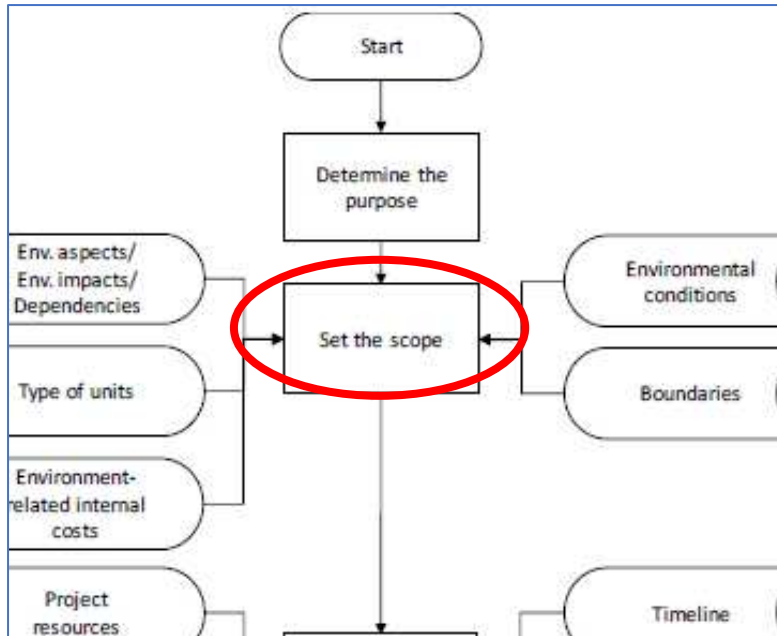 Start
Determine the
purpose
Env. aspects/
Env. impacts/
Dependencies
Environmental
conditions
Set the scope
Type of units
Boundaries
Environment-
related internal
costs
Project
resources
Timeline